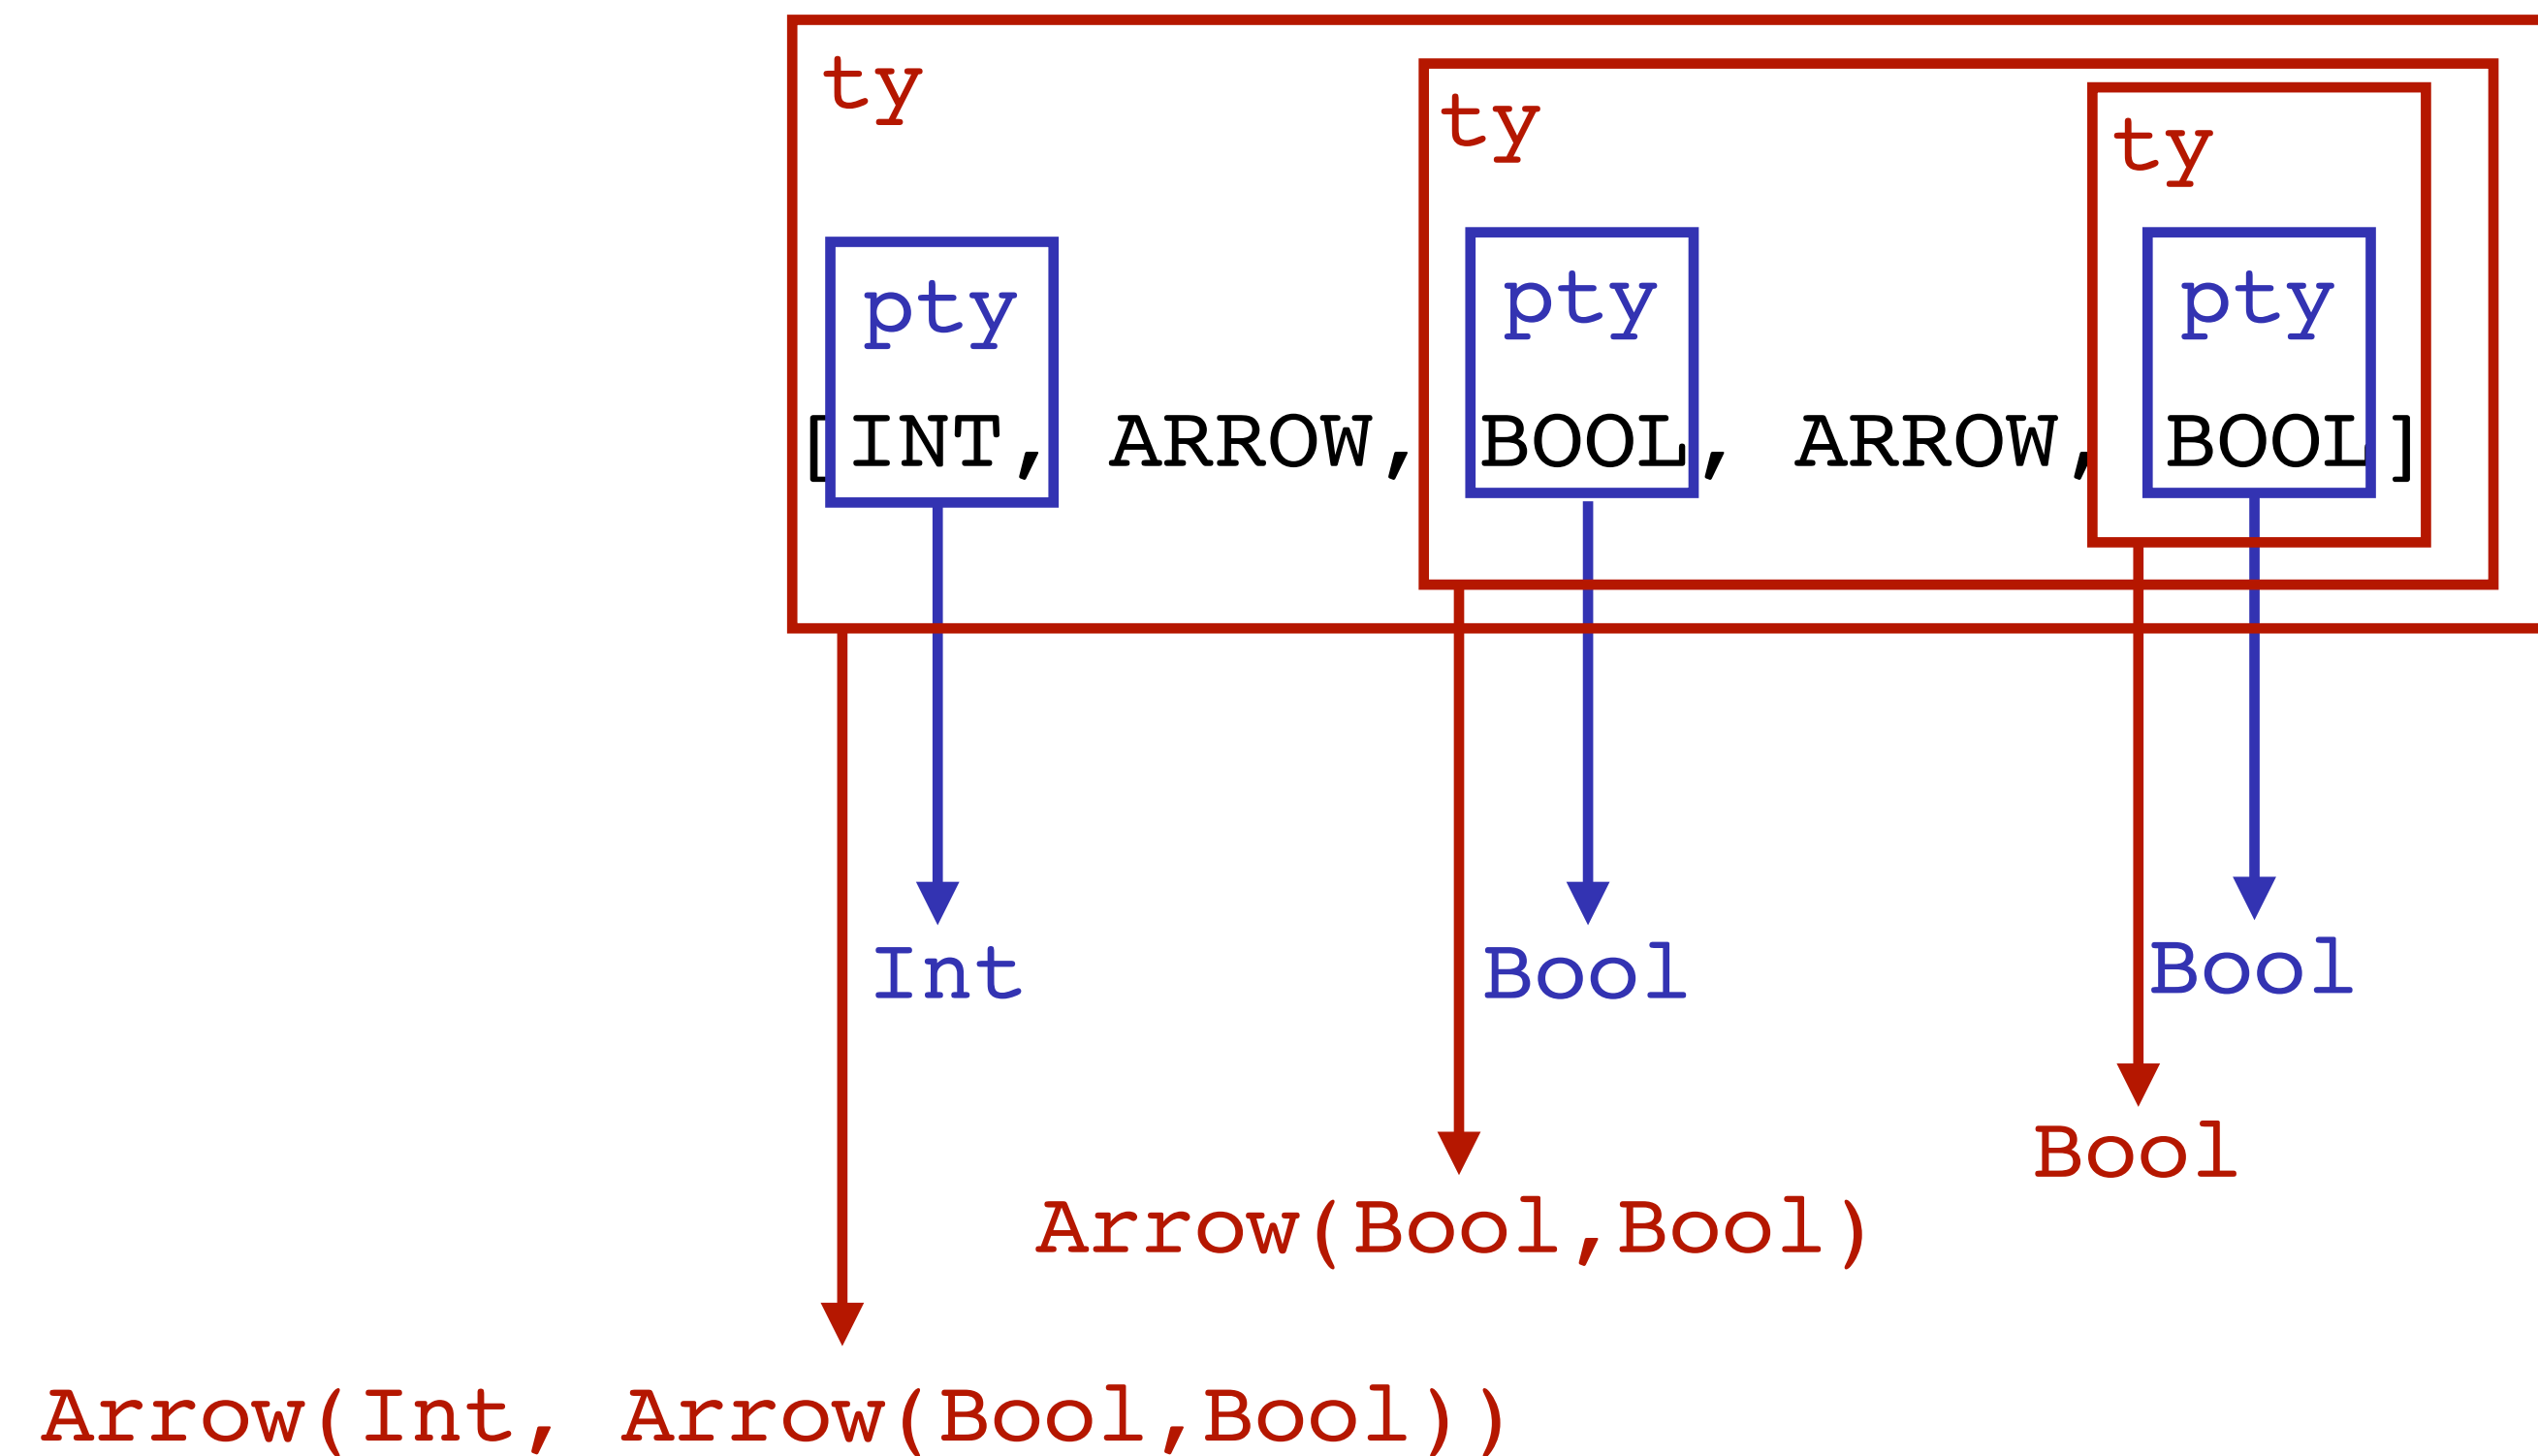 ty
ty
ty
pty
pty
pty
[INT, ARROW, BOOL, ARROW, BOOL]
Int
Bool
Bool
Bool
Arrow(Bool,Bool)
Arrow(Int, Arrow(Bool,Bool))